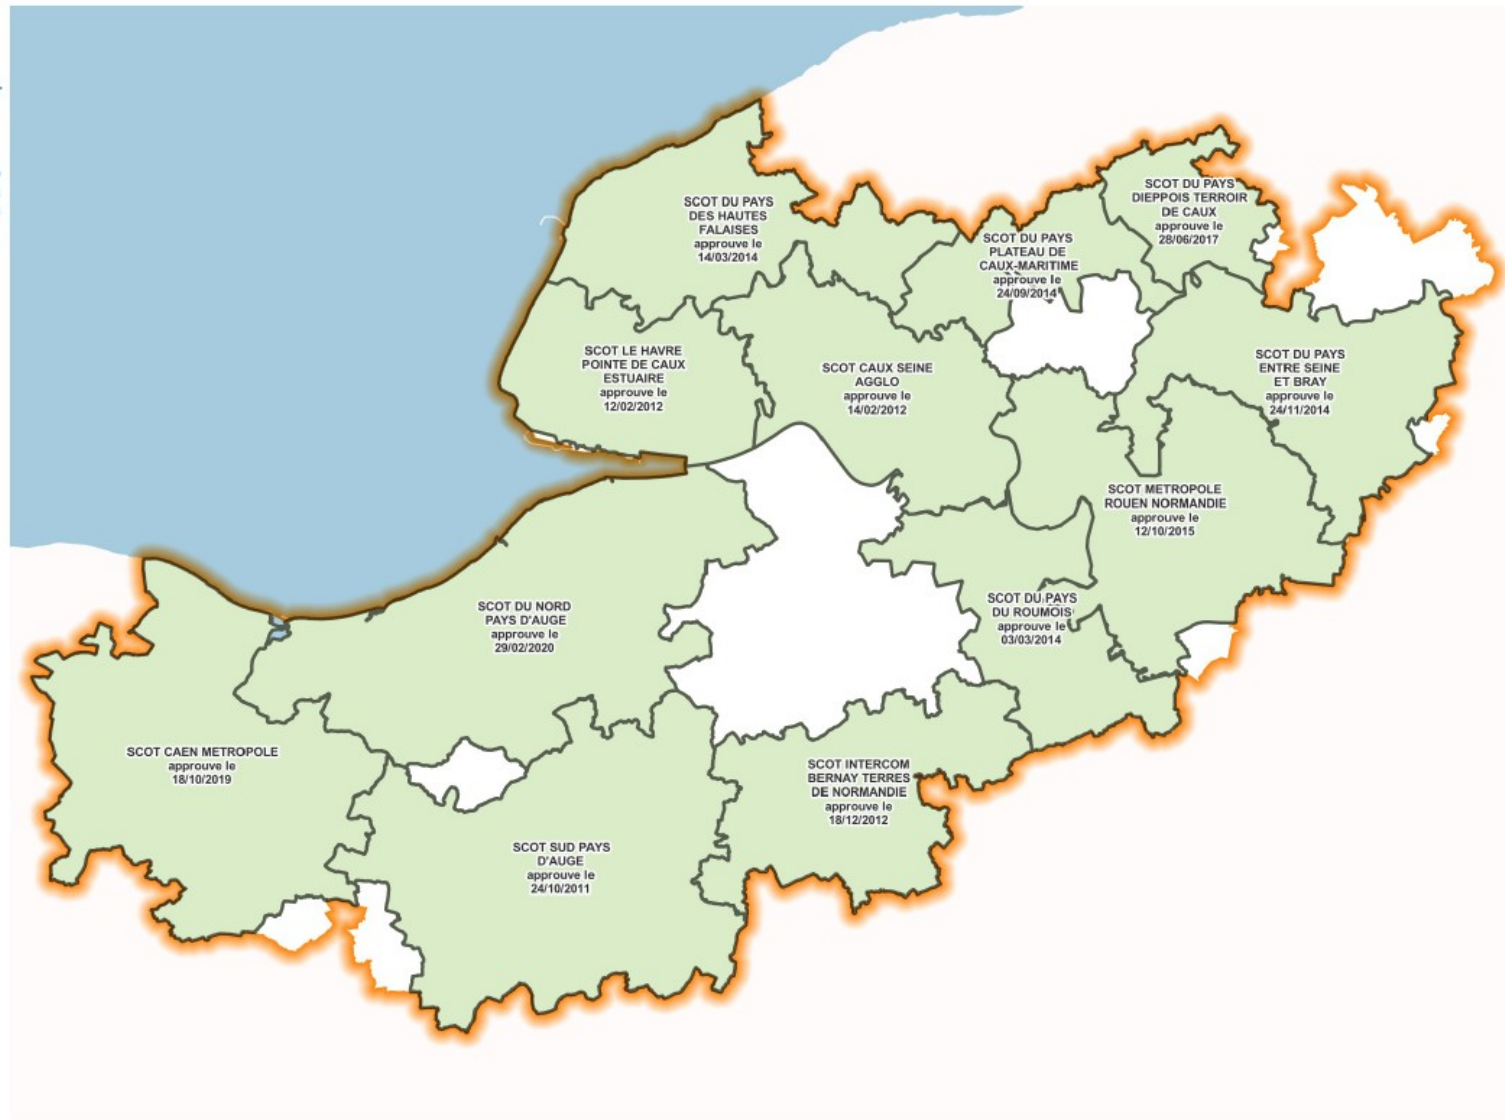 SCOT DU PAYS
DIEPPOIS TERROIR
DE CAUX
approuve le
28/06/2017
SCOT DU PAYS
DES HAUTES
FALAISES
approuve le
14/03/2014
SCOT DU PAYS
PLATEAU DE
CAUX-MARITIME
approuve le
24/09/2014
SCOT LE HAVRE
POINTE DE CAUX
ESTUAIRE
approuve le
12/02/2012
SCOT CAUX SEINE
AGGLO
approuve le
14/02/2012
SCOT DU PAYS
ENTRE SEINE
ET BRAY
approuve le
24/11/2014
SCOT METROPOLE
ROUEN NORMANDIE
approuve le
12/10/2015
SCOT DU NORD
PAYS D'AUGE
approuve le
29/02/2020
SCOT DU PAYS
DU ROUMOIS
approuve le
03/03/2014
SCOT CAEN METROPOLE
approuve le
18/10/2019
SCOT INTERCOM
BERNAY TERRES
DE NORMANDIE
approuve le
18/12/2012
SCOT SUD PAYS
D'AUGE
approuve le
24/10/2011